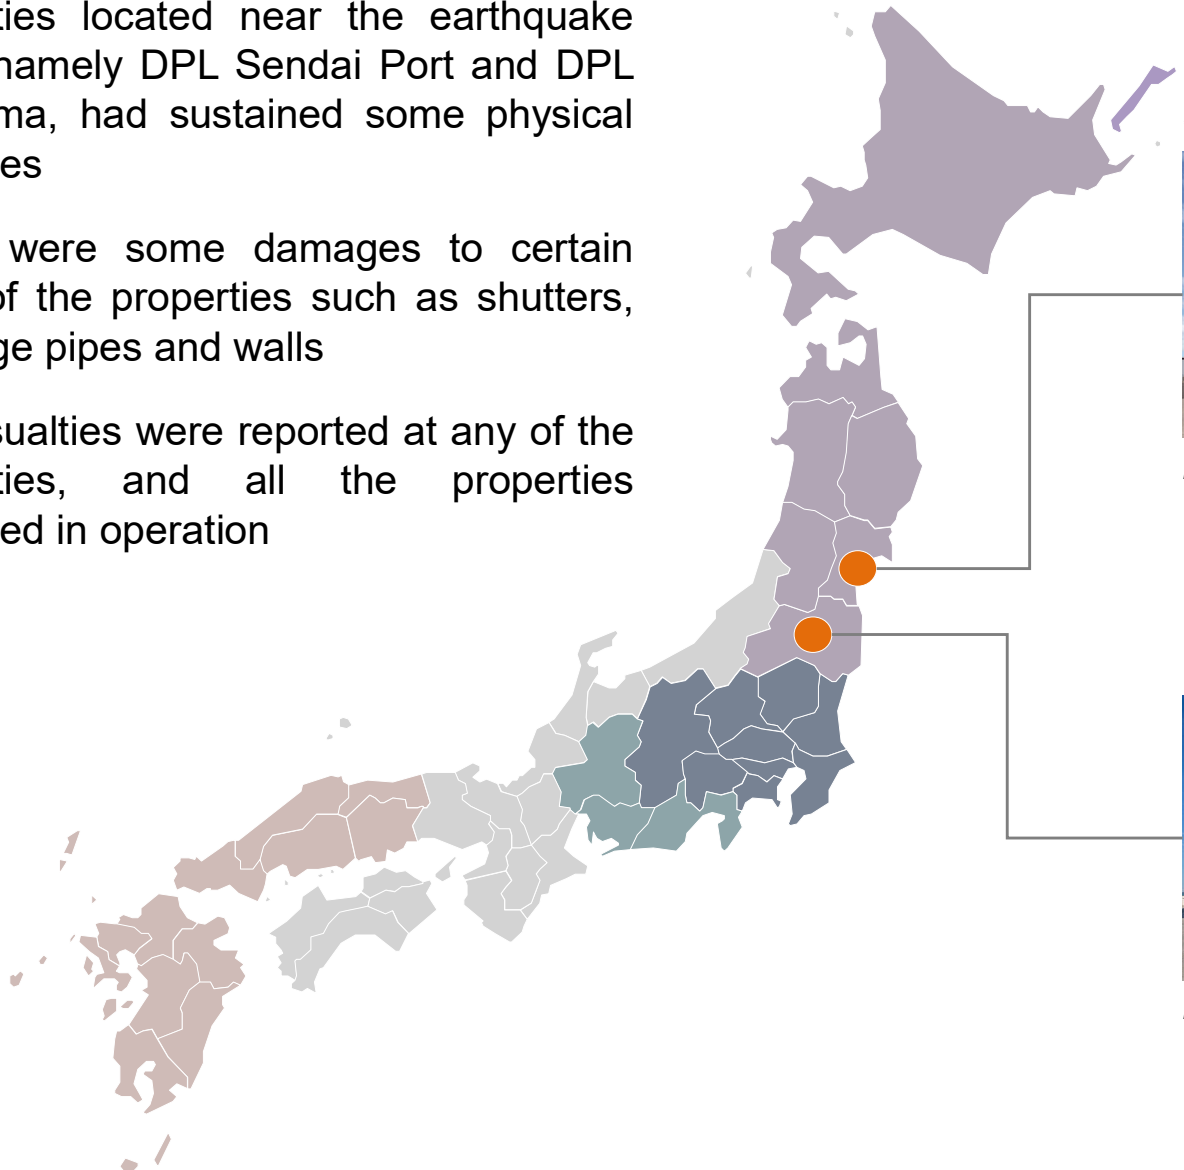 ties located near the earthquake
namely DPL Sendai Port and DPL
ma, had sustained some physical
es
were some damages to certain
of the properties such as shutters,
ge pipes and walls
sualties were reported at any of the
ties, and all the properties
ed in operation